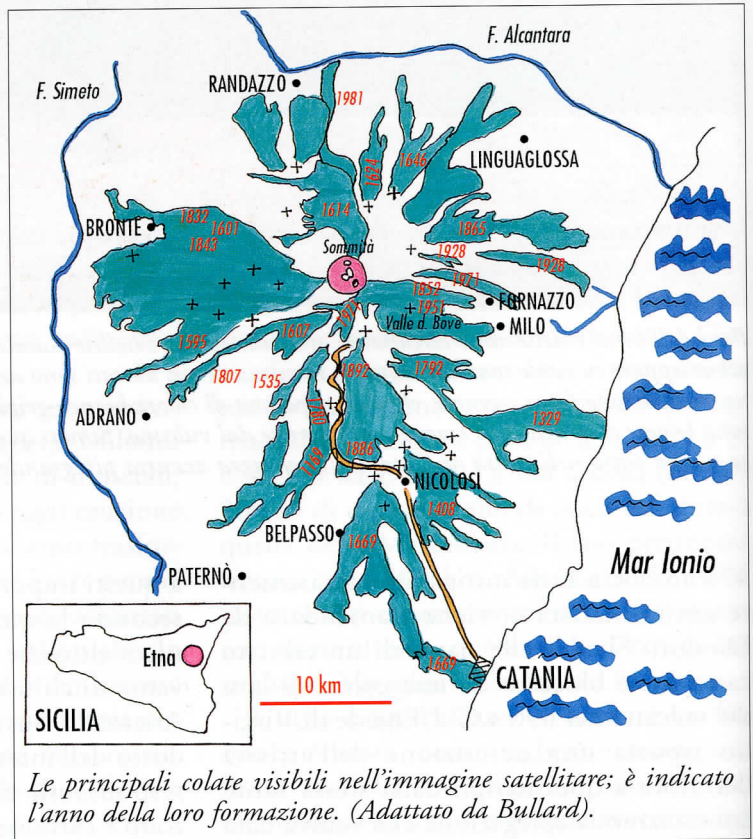 F. Alcantara
F. Simeto
RANDAZZO
1981
1624
1646
LINGUAGLOSSA
1614
1865
BRONTE
1832
1601
1843
Sommità
1928
1928
1971
1852
1951
FORNAZZO
Valle d. Bove
MILO
1971
1595
1607
1892
1792
1807
1535
1780
ADRANO
1329
1169
1886
NICOLOSI
1408
BELPASSO
1669
Mar Ionio
PATERNÒ
Etna
1669
CATANIA
10 km
SICILIA
Le principali colate visibili nell'immagine satellitare; è indicato
l'anno della loro formazione. (Adattato da Bullard).